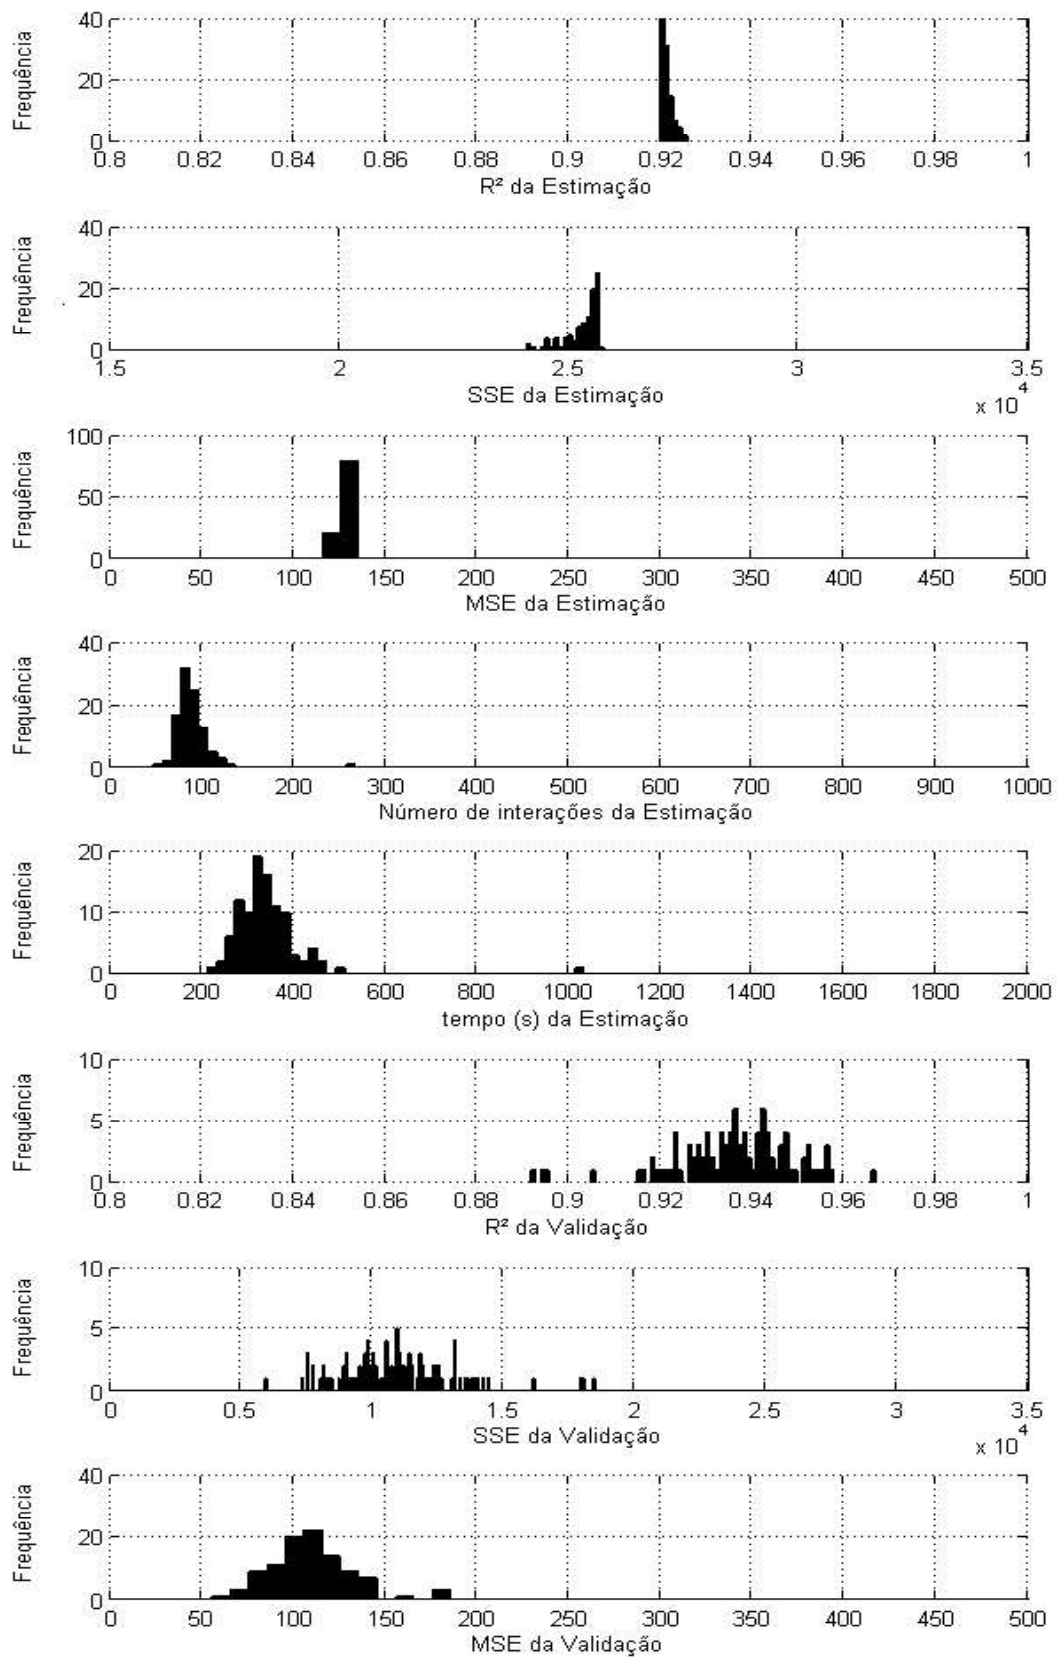 Frequência
40
20
0
0.8 0.82 0.84 0.86 0.88 0.9 0.92 0.94 0.96 0.98 1
R² da Estimação
Frequência
40
20
0
1.5 2 2.5 3 3.5
SSE da Estimação
x 10⁴
Frequência
100
50
0
0 50 100 150 200 250 300 350 400 450 500
MSE da Estimação
Frequência
40
20
0
0 100 200 300 400 500 600 700 800 900 1000
Número de interações da Estimação
Frequência
20
10
0
0 200 400 600 800 1000 1200 1400 1600 1800 2000
tempo (s) da Estimação
Frequência
10
5
0
0.8 0.82 0.84 0.86 0.88 0.9 0.92 0.94 0.96 0.98 1
R² da Validação
Frequência
10
5
0
0 0.5 1 1.5 2 2.5 3 3.5
SSE da Validação
x 10⁴
Frequência
40
20
0
0 50 100 150 200 250 300 350 400 450 500
MSE da Validação